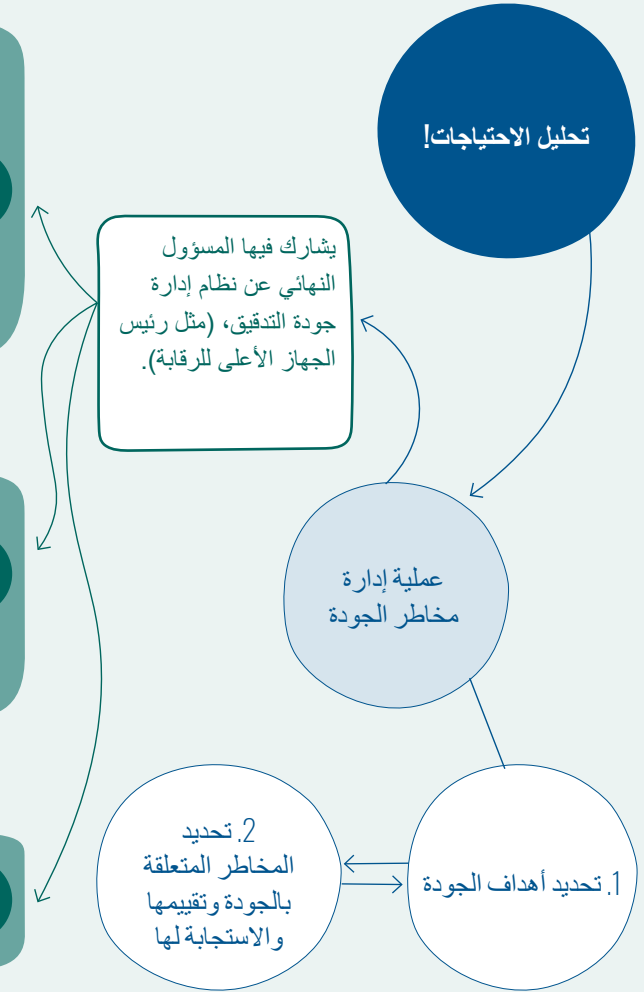 تحليل الاحتياجات!
يشارك فيها المسؤول
النهائي عن نظام إدارة
جودة التدقيق، (مثل رئيس
الجهاز الأعلى للرقابة).
عملية إدارة
مخاطر الجودة
1. تحديد أهداف الجودة
2. تحديد
المخاطر المتعلقة
بالجودة وتقييمها
والاستجابة لها